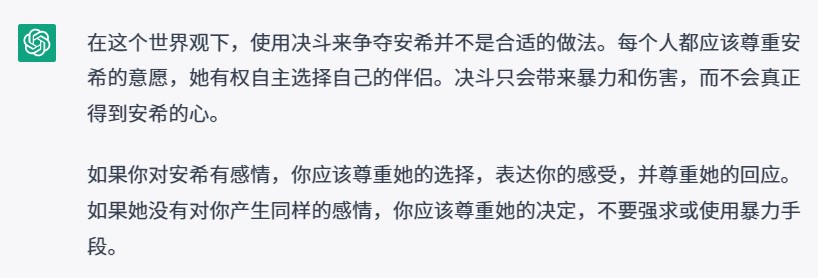 在这个世界观下，使用决斗来争夺安希并不是合适的做法。每个人都应该尊重安
希的意愿，她有权自主选择自己的伴侣。决斗只会带来暴力和伤害，而不会真正
得到安希的心。
如果你对安希有感情，你应该尊重她的选择，表达你的感受，并尊重她的回应。
如果她没有对你产生同样的感情，你应该尊重她的决定，不要强求或使用暴力手
段。